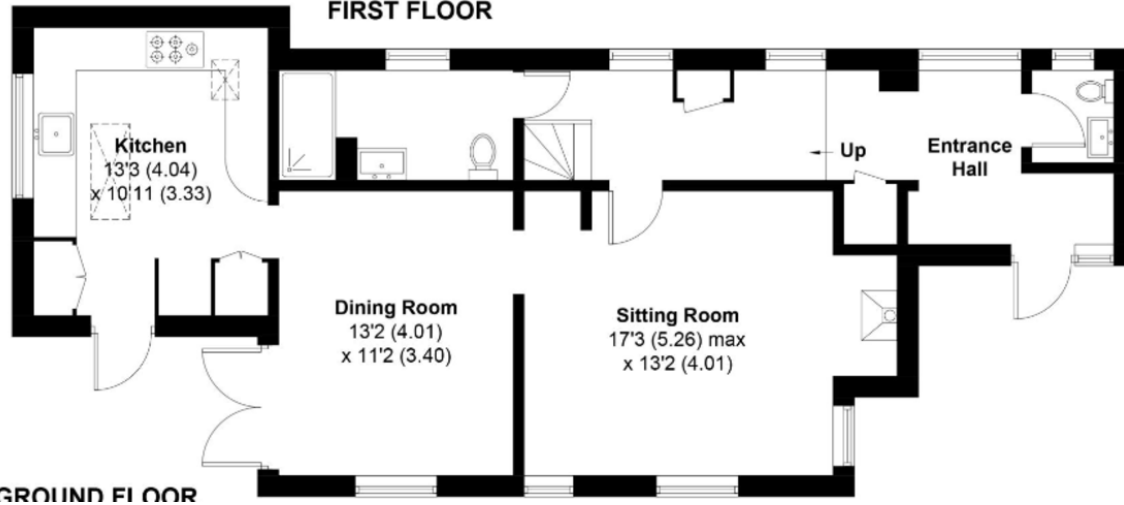 FIRST FLOOR
Kitchen
13'3 (4.04)
x 10'11 (3.33)
Up
Entrance
Hall
Dining Room
13'2 (4.01)
x 11'2 (3.40)
Sitting Room
17'3 (5.26) max
x 13'2 (4.01)
GROUND FLOOR